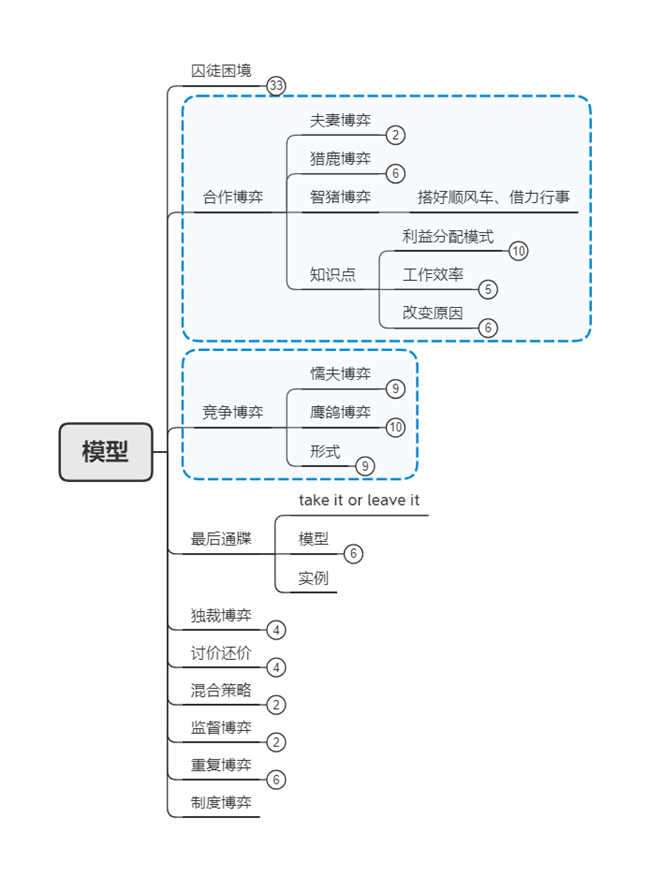 囚徒困境
33
夫妻博弈
2
猎鹿博弈
6
合作博弈
智猪博弈
搭好顺风车、借力行事
利益分配模式
10
知识点
工作效率
5
改变原因
6
懦夫博弈
9
竞争博弈
鹰鸽博弈
10
形式
9
模型
take it or leave it
最后通牒
模型
6
实例
独裁博弈
4
讨价还价
4
混合策略
2
监督博弈
2
重复博弈
6
制度博弈